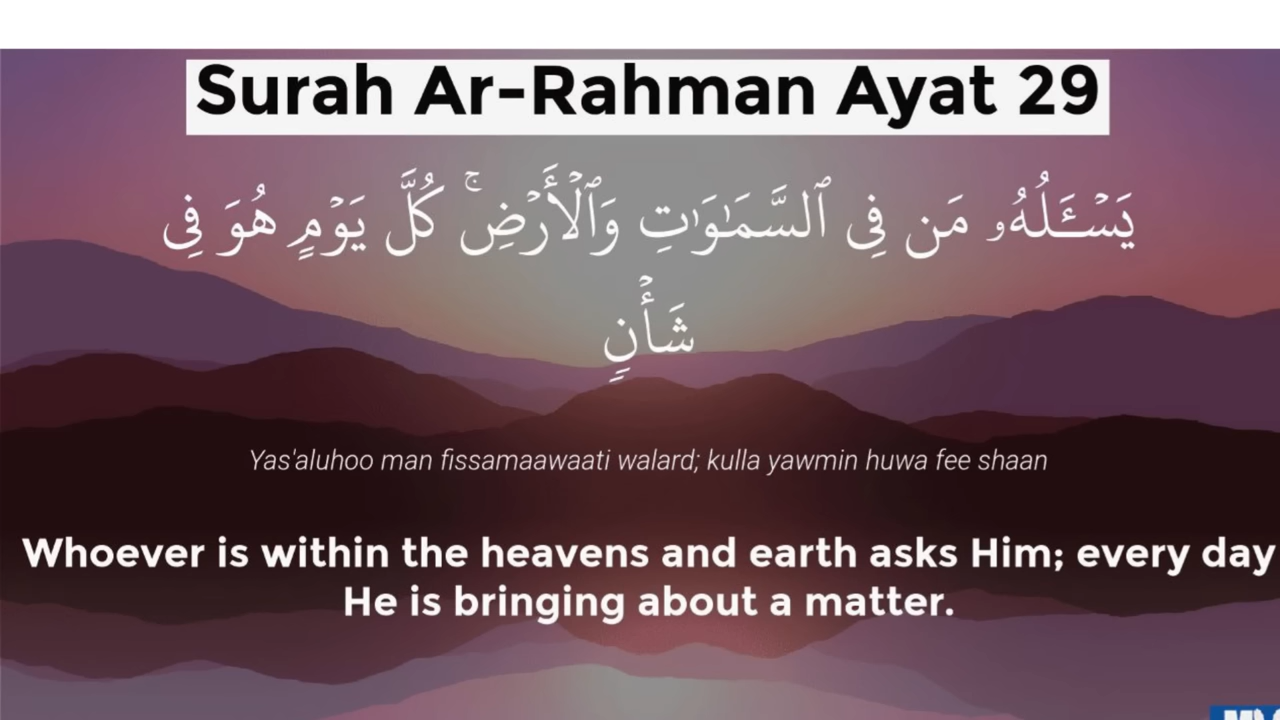 Surah Ar-Rahman Ayat 29
يَسْـَٔلُهُۥ مَن فِى ٱلسَّمَـٰوَٰتِ وَٱلْأَرْضِ ۚ كُلَّ يَوْمٍ هُوَ فِى
شَأْنٍ
Yas'aluhoo man fissamaawaati walard; kulla yawmin huwa fee shaan
Whoever is within the heavens and earth asks Him; every day
He is bringing about a matter.